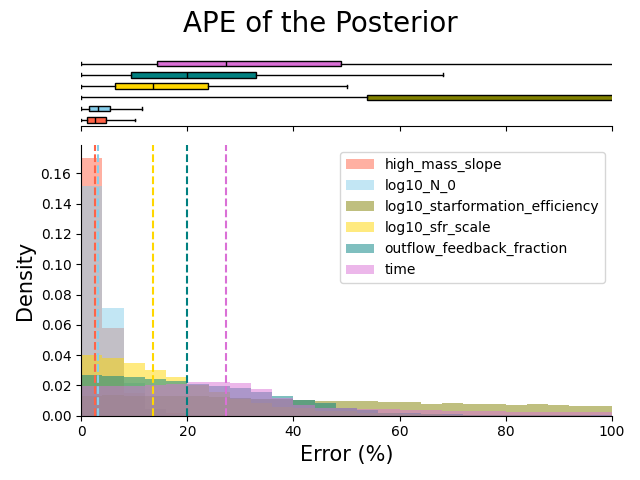 APE of the Posterior
high_mass_slope
log10_N_0
log10_starformation_efficiency
log10_sfr_scale
outflow_feedback_fraction
time
0.16
0.14
0.12
0.10
0.08
0.06
0.04
0.02
0.00
Density
0 20 40 60 80 100
Error (%)